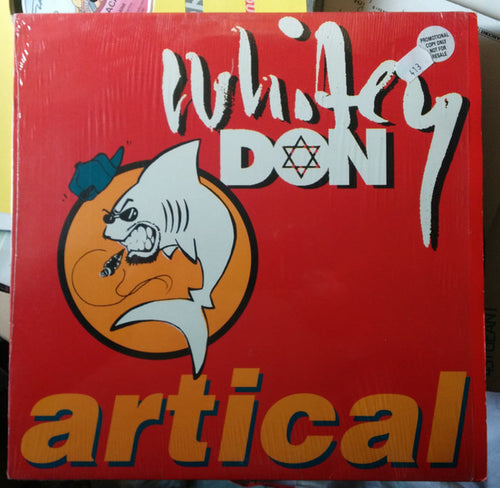 whitey
DON
PROMOTIONAL
COPY ONLY
NOT FOR
RESALE
artical